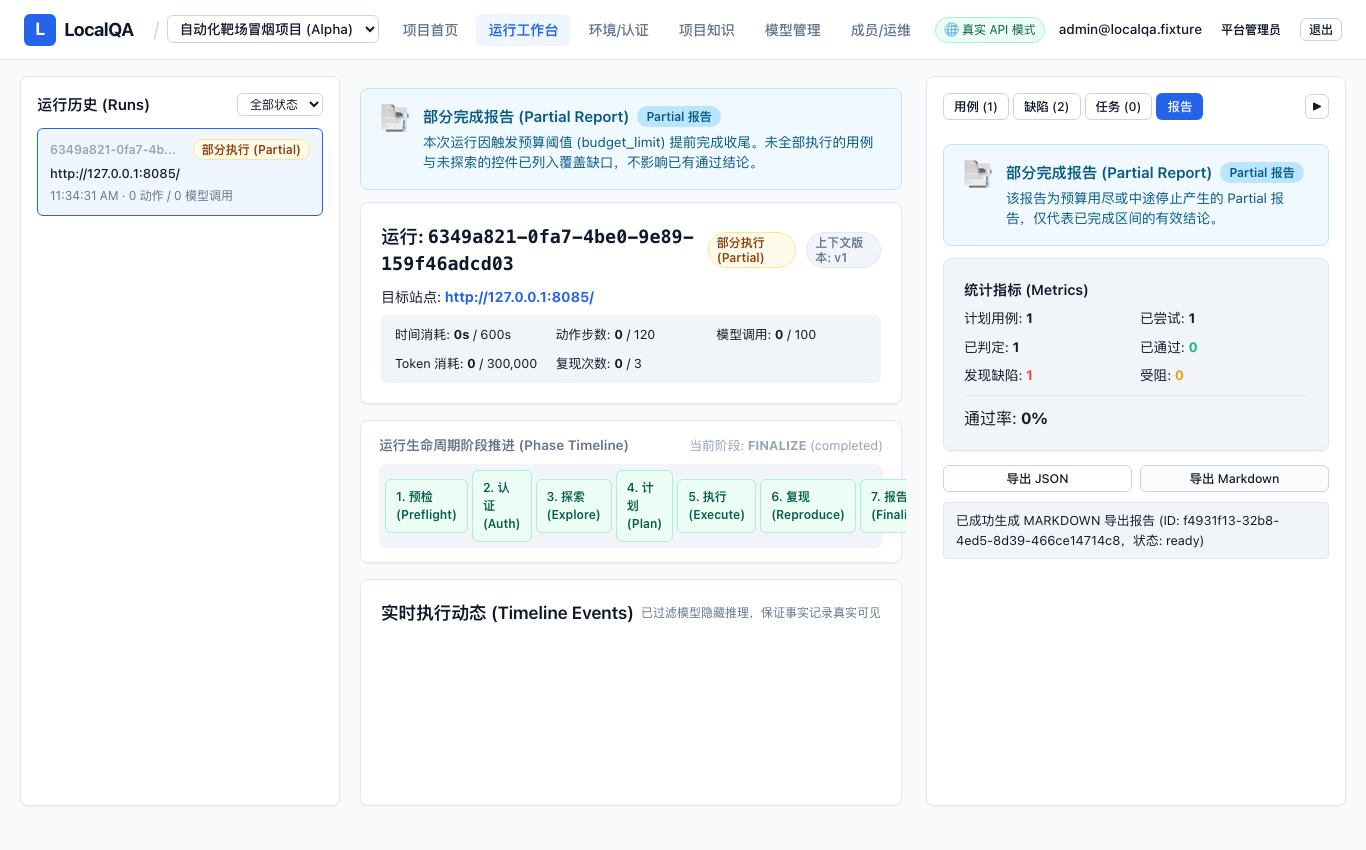 L LocalQA / 自动化靶场冒烟项目 (Alpha) 项目首页 运行工作台 环境/认证 项目知识 模型管理 成员/运维 真实 API 模式 admin@localqa.fixture 平台管理员 退出
运行历史 (Runs) 全部状态
6349a821-0fa7-4b... 部分执行 (Partial)
http://127.0.0.1:8085/
11:34:31 AM · 0 动作 / 0 模型调用
部分完成报告 (Partial Report) Partial 报告
本次运行因触发预算阈值 (budget_limit) 提前完成收尾。未全部执行的用例
与未探索的控件已列入覆盖缺口，不影响已有通过结论。
运行: 6349a821-0fa7-4be0-9e89-
159f46adcd03
部分执行
(Partial)
上下文版
本: v1
目标站点: http://127.0.0.1:8085/
时间消耗: 0s / 600s 动作步数: 0 / 120 模型调用: 0 / 100
Token 消耗: 0 / 300,000 复现次数: 0 / 3
运行生命周期阶段推进 (Phase Timeline) 当前阶段: FINALIZE (completed)
1. 预检
(Preflight)
2. 认
证
(Auth)
3. 探索
(Explore)
4. 计
划
(Plan)
5. 执行
(Execute)
6. 复现
(Reproduce)
7. 报告
(Finali
实时执行动态 (Timeline Events) 已过滤模型隐藏推理，保证事实记录真实可见
用例 (1) 缺陷 (2) 任务 (0) 报告
部分完成报告 (Partial Report) Partial 报告
该报告为预算用尽或中途停止产生的 Partial 报
告，仅代表已完成区间的有效结论。
统计指标 (Metrics)
计划用例: 1 已尝试: 1
已判定: 1 已通过: 0
发现缺陷: 1 受阻: 0
通过率: 0%
导出 JSON 导出 Markdown
已成功生成 MARKDOWN 导出报告 (ID: f4931f13-32b8-
4ed5-8d39-466ce14714c8，状态: ready)